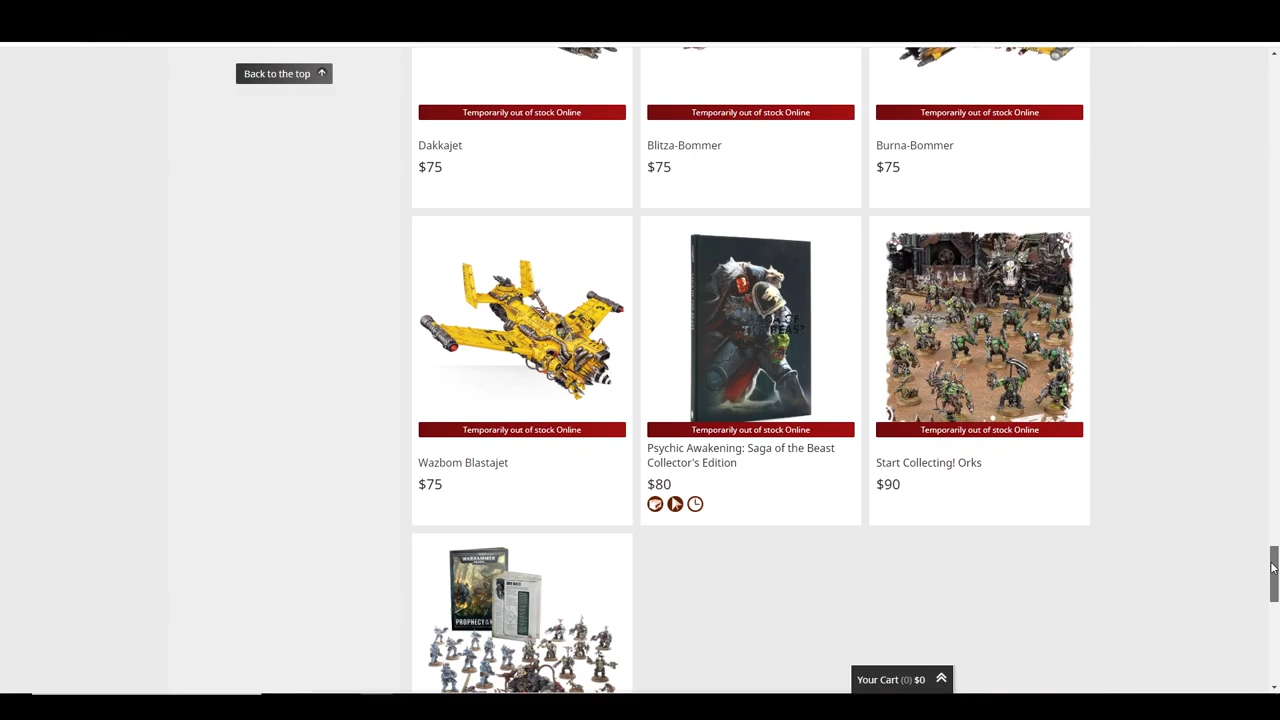 Back to the top
Temporarily out of stock Online
Temporarily out of stock Online
Temporarily out of stock Online
Dakkajet
Blitza-Bommer
Burna-Bommer
$75
$75
$75
Temporarily out of stock Online
Temporarily out of stock Online
Temporarily out of stock Online
Wazbom Blastajet
Psychic Awakening: Saga of the Beast
Collector's Edition
Start Collecting! Orks
$75
$80
$90
WARHAMMER
PROPHECY
Your Cart (0) $0